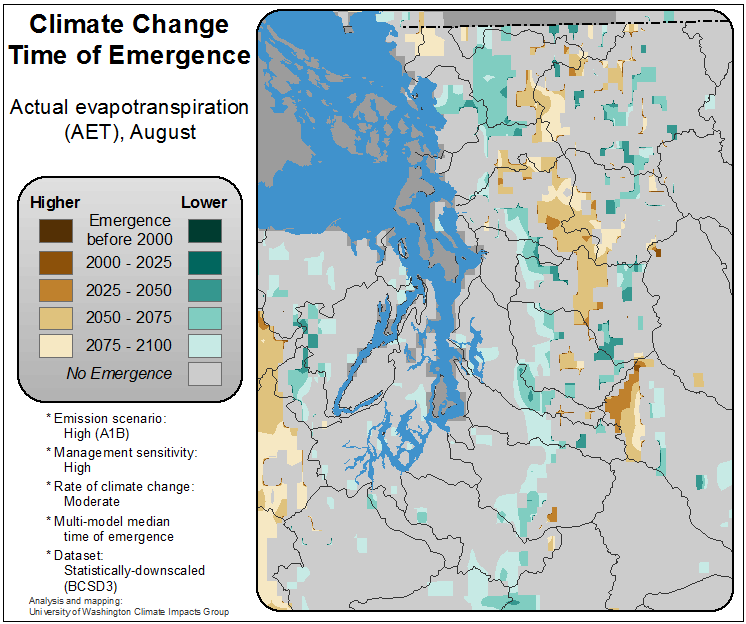 Climate Change
Time of Emergence
Actual evapotranspiration
(AET), August
Higher
Lower
Emergence
before 2000
2000 - 2025
2025 - 2050
2050 - 2075
2075 - 2100
No Emergence
* Emission scenario:
High (A1B)
* Management sensitivity:
High
* Rate of climate change:
Moderate
* Multi-model median
time of emergence
* Dataset:
Statistically-downscaled
(BCSD3)
Analysis and mapping:
University of Washington Climate Impacts Group